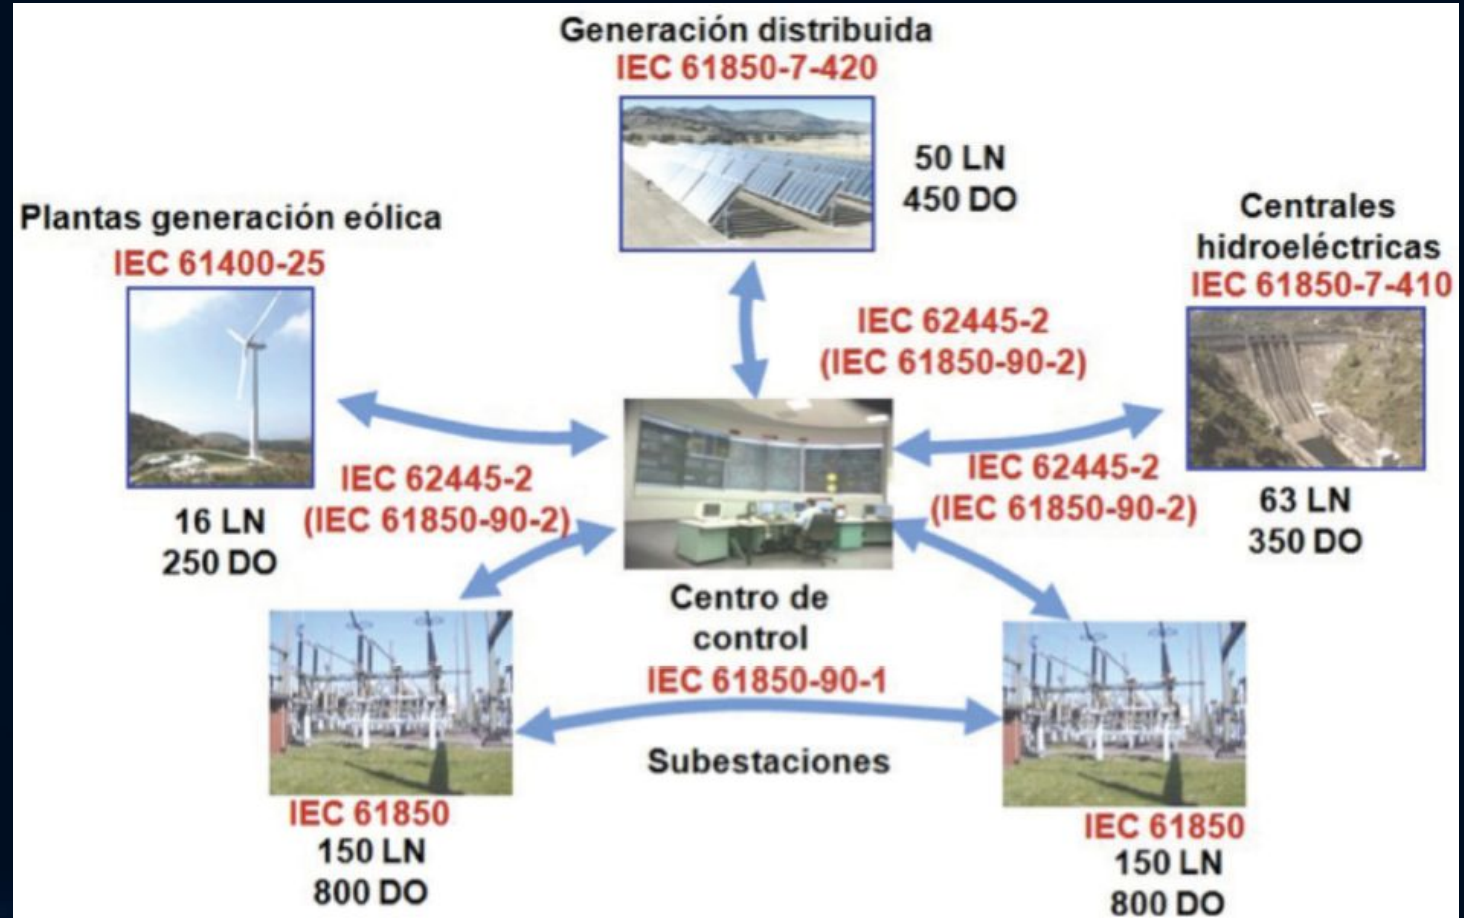 Generación distribuida
IEC 61850-7-420
50 LN
450 DO
Plantas generación eólica
IEC 61400-25
16 LN
250 DO
Centrales
hidroeléctricas
IEC 61850-7-410
63 LN
350 DO
IEC 62445-2
(IEC 61850-90-2)
IEC 62445-2
(IEC 61850-90-2)
IEC 62445-2
(IEC 61850-90-2)
Centro de
control
IEC 61850-90-1
Subestaciones
IEC 61850
150 LN
800 DO
IEC 61850
150 LN
800 DO